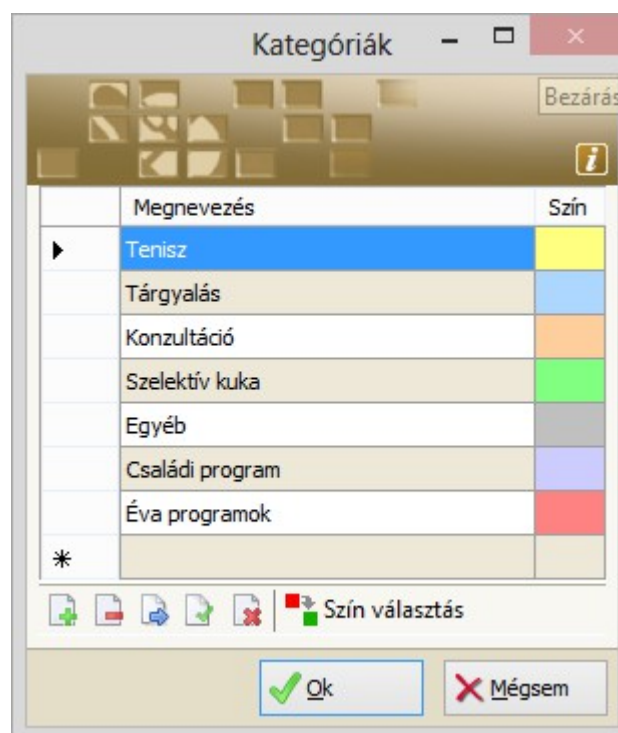 Kategóriák
Bezárás
Megnevezés Szín
Tenisz
Tárgyalás
Konzultáció
Szelektív kuka
Egyéb
Családi program
Éva programok
Szín választás
Ok Mégsem